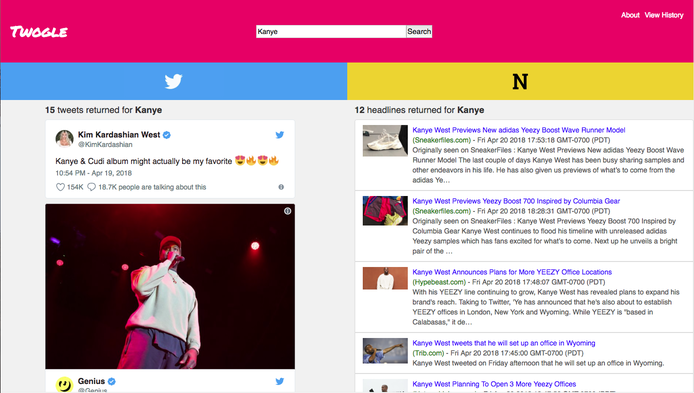 About View History
Twogle
Kanye Search
N
15 tweets returned for Kanye
Kim Kardashian West
@KimKardashian
Kanye & Cudi album might actually be my favorite 😍🔥😍🔥
10:54 PM - Apr 19, 2018
154K 18.7K people are talking about this
Genius
@Genius
12 headlines returned for Kanye
Kanye West Previews New adidas Yeezy Boost Wave Runner Model
(Sneakerfiles.com) - Fri Apr 20 2018 17:53:18 GMT-0700 (PDT)
Originally seen on SneakerFiles : Kanye West Previews New adidas Yeezy Boost Wave
Runner Model The last couple of days Kanye West has been busy sharing samples and
other endeavors in his life. He has also given us previews of what's to come from the
adidas Ye…
Kanye West Previews Yeezy Boost 700 Inspired by Columbia Gear
(Sneakerfiles.com) - Fri Apr 20 2018 18:28:31 GMT-0700 (PDT)
Originally seen on SneakerFiles : Kanye West Previews Yeezy Boost 700 Inspired by
Columbia Gear Kanye West continues to flood his timeline with unreleased adidas
Yeezy samples which has fans excited for what's to come. Next up he unveils a bright
pair of the …
Kanye West Announces Plans for More YEEZY Office Locations
(Hypebeast.com) - Fri Apr 20 2018 17:48:07 GMT-0700 (PDT)
With his YEEZY line continuing to grow, Kanye West has revealed plans to expand his
brand's reach. Taking to Twitter, 'Ye has announced that he's also about to establish
YEEZY offices in London, New York and Wyoming. While YEEZY is "based in
Calabasas," it de…
Kanye West tweets that he will set up an office in Wyoming
(Trib.com) - Fri Apr 20 2018 17:45:00 GMT-0700 (PDT)
Kanye West tweeted on Friday afternoon that he will set up an office in Wyoming.
Kanye West Planning To Open 3 More Yeezy Offices